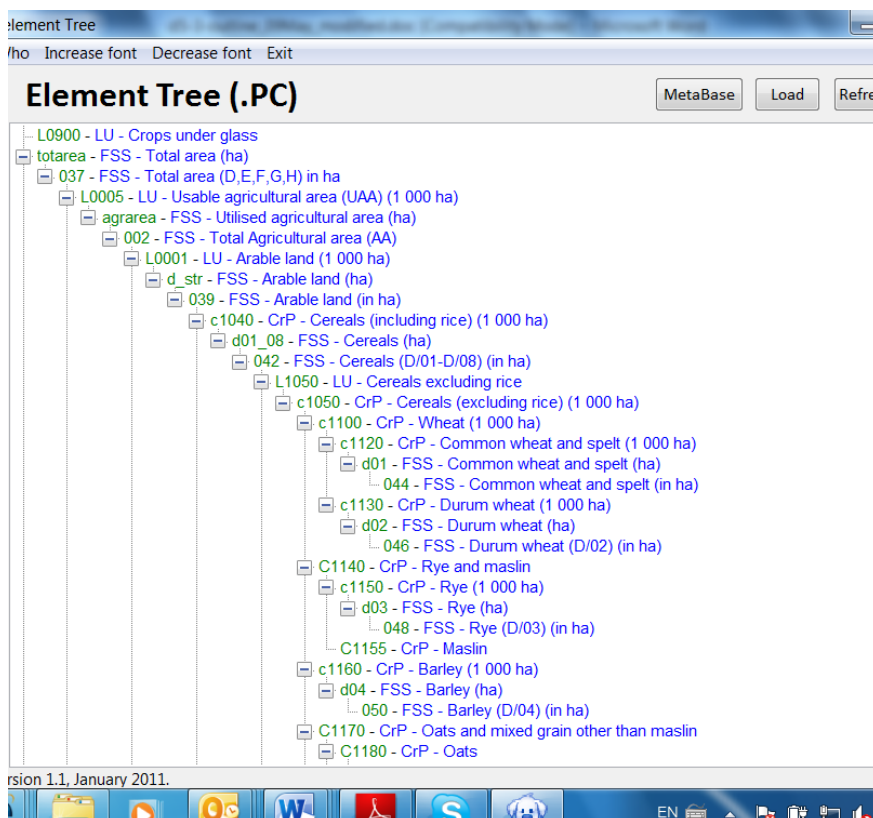 element Tree
Who Increase font Decrease font Exit
Element Tree (.PC)
MetaBase Load Refre
L0900 - LU - Crops under glass
totarea - FSS - Total area (ha)
037 - FSS - Total area (D,E,F,G,H) in ha
L0005 - LU - Usable agricultural area (UAA) (1 000 ha)
agrarea - FSS - Utilised agricultural area (ha)
002 - FSS - Total Agricultural area (AA)
L0001 - LU - Arable land (1 000 ha)
d_str - FSS - Arable land (ha)
039 - FSS - Arable land (in ha)
c1040 - CrP - Cereals (including rice) (1 000 ha)
d01_08 - FSS - Cereals (ha)
042 - FSS - Cereals (D/01-D/08) (in ha)
L1050 - LU - Cereals excluding rice
c1050 - CrP - Cereals (excluding rice) (1 000 ha)
c1100 - CrP - Wheat (1 000 ha)
c1120 - CrP - Common wheat and spelt (1 000 ha)
d01 - FSS - Common wheat and spelt (ha)
044 - FSS - Common wheat and spelt (in ha)
c1130 - CrP - Durum wheat (1 000 ha)
d02 - FSS - Durum wheat (ha)
046 - FSS - Durum wheat (D/02) (in ha)
C1140 - CrP - Rye and maslin
c1150 - CrP - Rye (1 000 ha)
d03 - FSS - Rye (ha)
048 - FSS - Rye (D/03) (in ha)
C1155 - CrP - Maslin
c1160 - CrP - Barley (1 000 ha)
d04 - FSS - Barley (ha)
050 - FSS - Barley (D/04) (in ha)
C1170 - CrP - Oats and mixed grain other than maslin
C1180 - CrP - Oats
rsion 1.1, January 2011.
EN